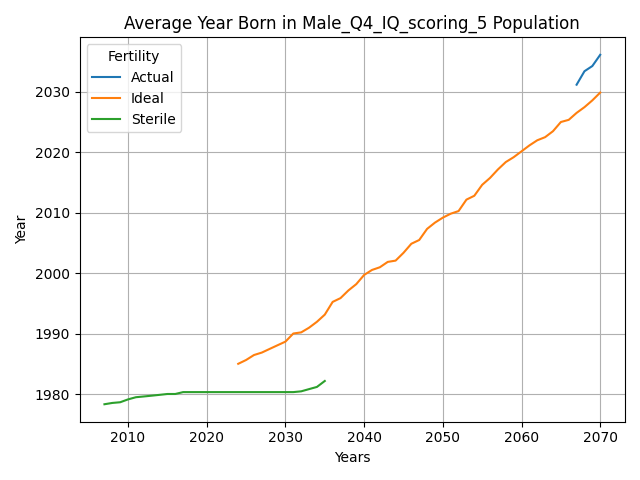 Average Year Born in Male_Q4_IQ_scoring_5 Population
Fertility
Actual
Ideal
Sterile
Year
2030
2020
2010
2000
1990
1980
2010 2020 2030 2040 2050 2060 2070
Years